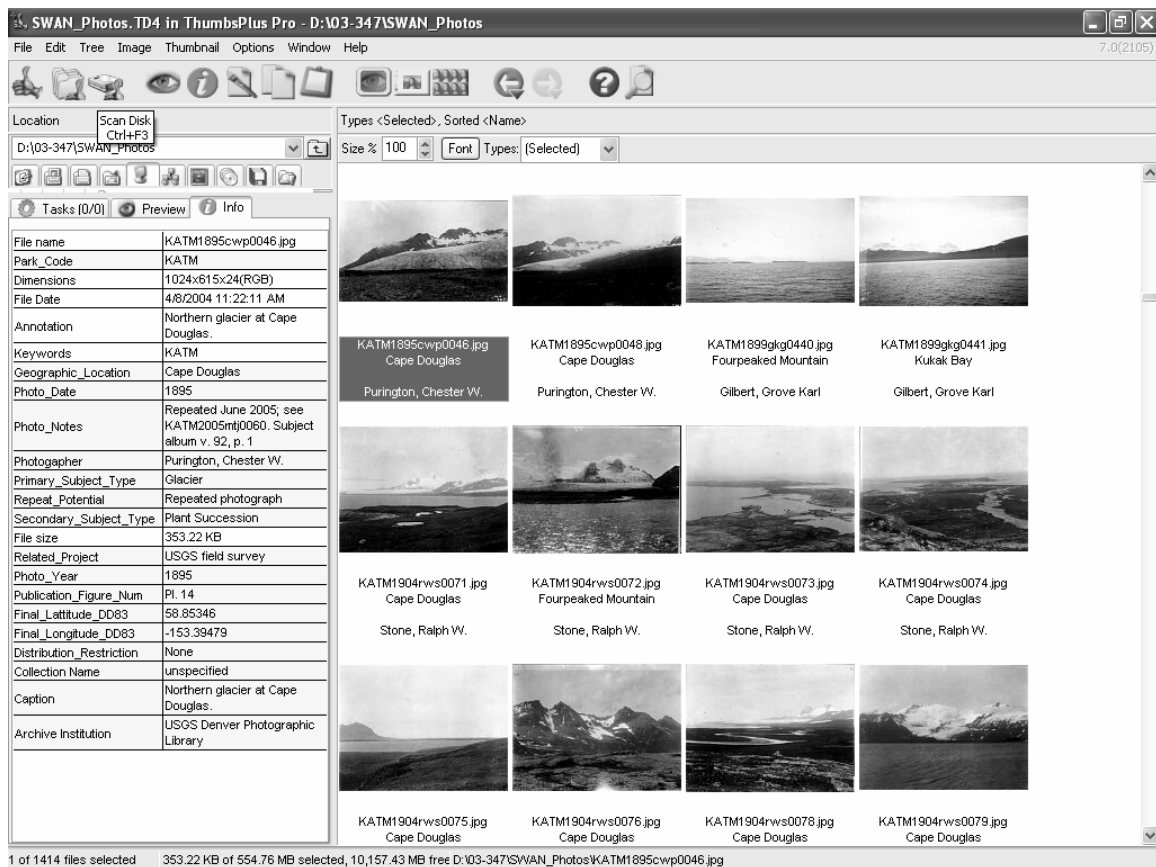 SWAN_Photos.TD4 in ThumbsPlus Pro - D:\03-347\SWAN_Photos
File Edit Tree Image Thumbnail Options Window Help 7.0(2105)
Location
Scan Disk
Ctrl+F3
D:\03-347\SWAN_Photos
Types <Selected>, Sorted <Name>
Size % 100 Font Types: (Selected)
Tasks (0/0) Preview Info
File name KATM1895cwp0046.jpg
Park_Code KATM
Dimensions 1024x615x24(RGB)
File Date 4/8/2004 11:22:11 AM
Annotation Northern glacier at Cape
Douglas.
Keywords KATM
Geographic_Location Cape Douglas
Photo_Date 1895
Photo_Notes Repeated June 2005; see
KATM2005mtj0060. Subject
album v. 92, p. 1
Photogapher Purington, Chester W.
Primary_Subject_Type Glacier
Repeat_Potential Repeated photograph
Secondary_Subject_Type Plant Succession
File size 353.22 KB
Related_Project USGS field survey
Photo_Year 1895
Publication_Figure_Num Pl. 14
Final_Lattitude_DD83 58.85346
Final_Longitude_DD83 -153.39479
Distribution_Restriction None
Collection Name unspecified
Caption Northern glacier at Cape
Douglas.
Archive Institution USGS Denver Photographic
Library
KATM1895cwp0046.jpg KATM1895cwp0048.jpg KATM1899gkg0440.jpg KATM1899gkg0441.jpg
Cape Douglas Cape Douglas Fourpeaked Mountain Kukak Bay
Purington, Chester W. Purington, Chester W. Gilbert, Grove Karl Gilbert, Grove Karl
KATM1904rws0071.jpg KATM1904rws0072.jpg KATM1904rws0073.jpg KATM1904rws0074.jpg
Cape Douglas Fourpeaked Mountain Cape Douglas Cape Douglas
Stone, Ralph W. Stone, Ralph W. Stone, Ralph W. Stone, Ralph W.
KATM1904rws0075.jpg KATM1904rws0076.jpg KATM1904rws0078.jpg KATM1904rws0079.jpg
Cape Douglas Cape Douglas Cape Douglas Cape Douglas
1 of 1414 files selected 353.22 KB of 554.76 MB selected, 10,157.43 MB free D:\03-347\SWAN_Photos\KATM1895cwp0046.jpg